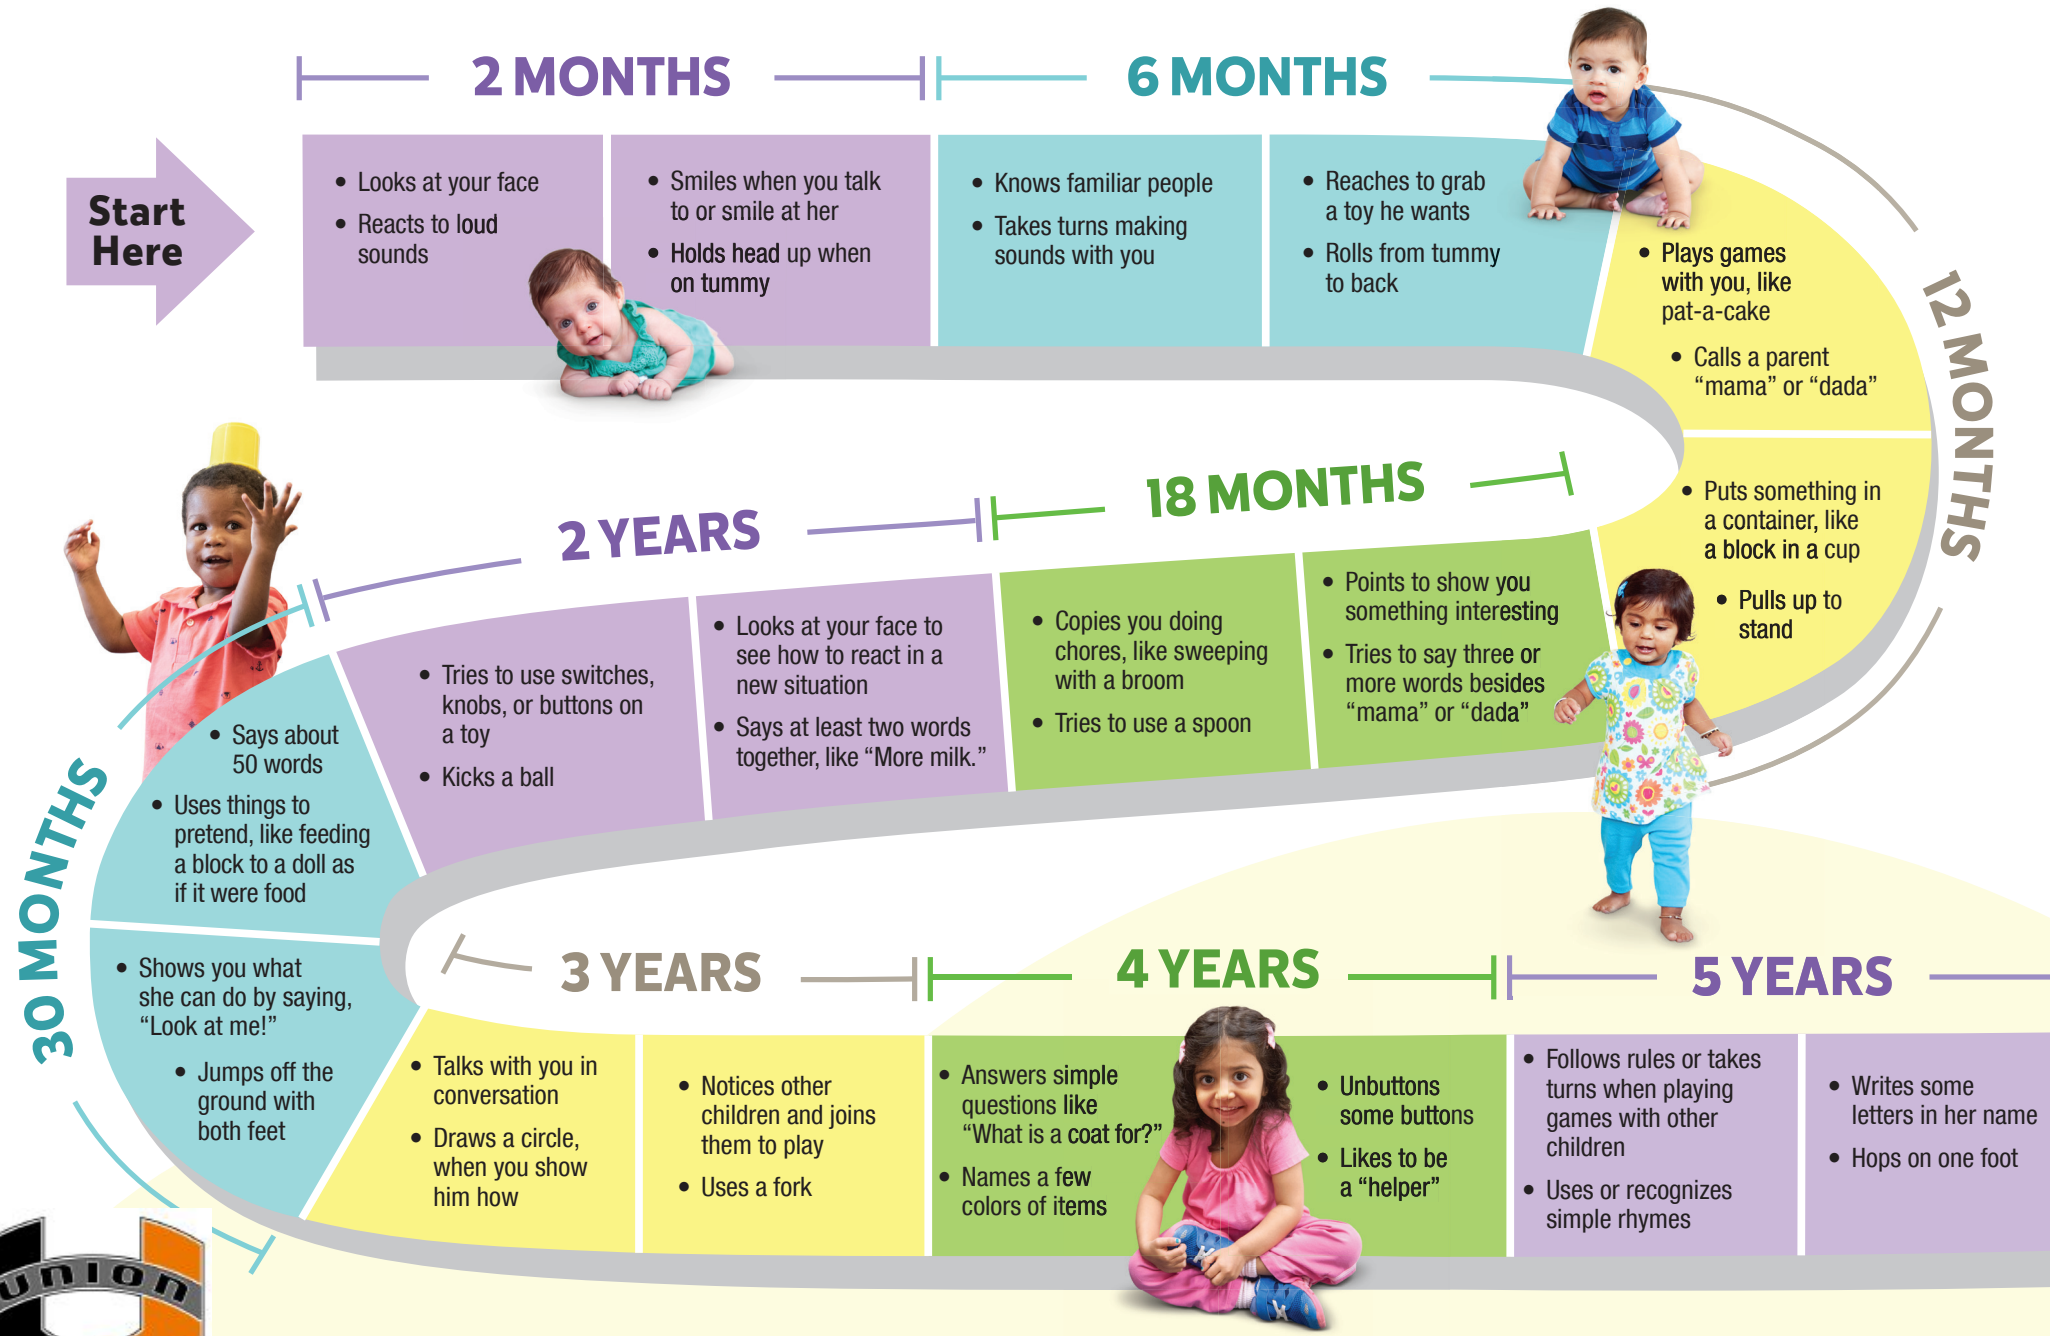 Start
Here
2 MONTHS
• Looks at your face
• Reacts to loud
sounds
• Smiles when you talk
to or smile at her
• Holds head up when
on tummy
6 MONTHS
• Knows familiar people
• Takes turns making
sounds with you
• Reaches to grab
a toy he wants
• Rolls from tummy
to back
12 MONTHS
• Plays games
with you, like
pat-a-cake
• Calls a parent
“mama” or “dada”
• Puts something in
a container, like
a block in a cup
• Pulls up to
stand
18 MONTHS
• Points to show you
something interesting
• Tries to say three or
more words besides
“mama” or “dada”
• Copies you doing
chores, like sweeping
with a broom
• Tries to use a spoon
2 YEARS
• Looks at your face to
see how to react in a
new situation
• Says at least two words
together, like “More milk.”
• Tries to use switches,
knobs, or buttons on
a toy
• Kicks a ball
30 MONTHS
• Says about
50 words
• Uses things to
pretend, like feeding
a block to a doll as
if it were food
• Shows you what
she can do by saying,
“Look at me!”
• Jumps off the
ground with
both feet
3 YEARS
• Talks with you in
conversation
• Draws a circle,
when you show
him how
• Notices other
children and joins
them to play
• Uses a fork
4 YEARS
• Answers simple
questions like
“What is a coat for?”
• Names a few
colors of items
• Unbuttons
some buttons
• Likes to be
a “helper”
5 YEARS
• Follows rules or takes
turns when playing
games with other
children
• Uses or recognizes
simple rhymes
• Writes some
letters in her name
• Hops on one foot
union